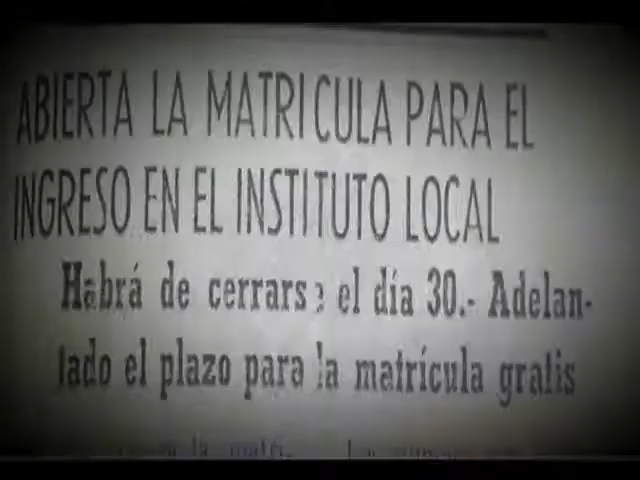 ABIERTA LA MATRICULA PARA EL
INGRESO EN EL INSTITUTO LOCAL
Habrá de cerrarse el día 30.- Adelan-
tado el plazo para la matrícula gratis